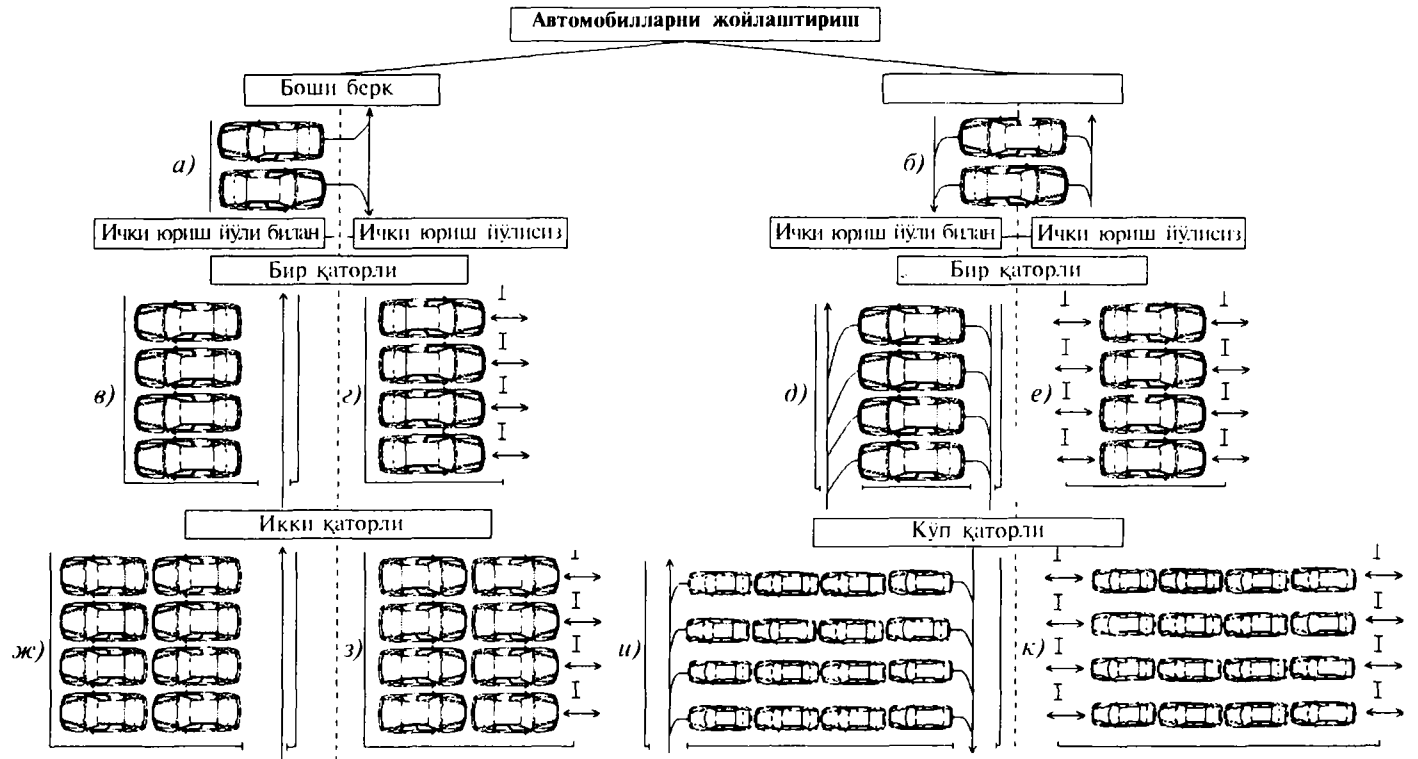 Автомобилларни жойлаштириш
Боши берк
а)
б)
Ички юриш йўли билан
Ички юриш йўлисиз
Ички юриш йўли билан
Ички юриш йўлисиз
Бир қаторли
Бир қаторли
в)
г)
д)
е)
Икки қаторли
Кўп қаторли
ж)
з)
и)
к)